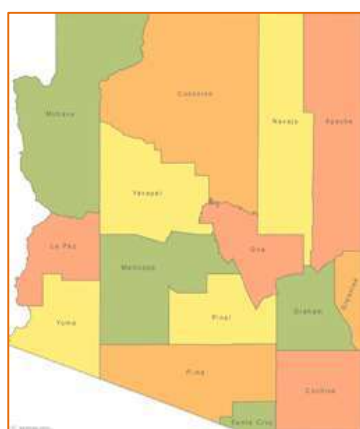 Coconino
Navajo
Apache
Mohave
Yavapai
La Paz
Gila
Maricopa
Greenlee
Yuma
Pinal
Graham
Pima
Cochise
Santa Cruz